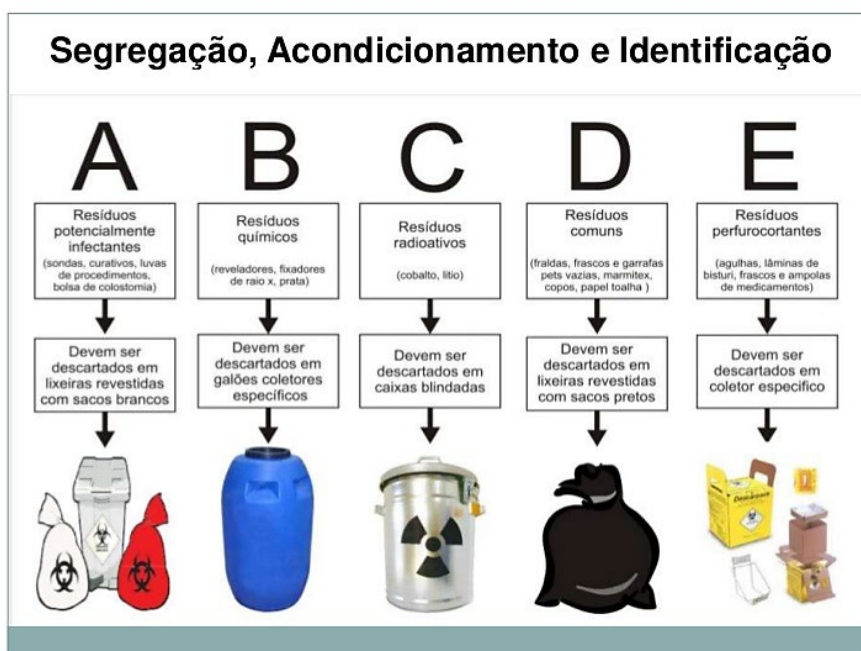 Segregação, Acondicionamento e Identificação
A
B
C
D
E
Resíduos
potencialmente
infectantes
(sondas, curativos, luvas
de procedimentos,
bolsa de colostomia)
Resíduos
químicos
(reveladores, fixadores
de raio x, prata)
Resíduos
radioativos
(cobalto, lítio)
Resíduos
comuns
(fraldas, frascos e garrafas
pets vazias, marmitex,
copos, papel toalha )
Resíduos
perfurocortantes
(agulhas, lâminas de
bisturi, frascos e ampolas
de medicamentos)
Devem ser
descartados em
lixeiras revestidas
com sacos brancos
Devem ser
descartados em
galões coletores
específicos
Devem ser
descartados em
caixas blindadas
Devem ser
descartados em
lixeiras revestidas
com sacos pretos
Devem ser
descartados em
coletor especifico